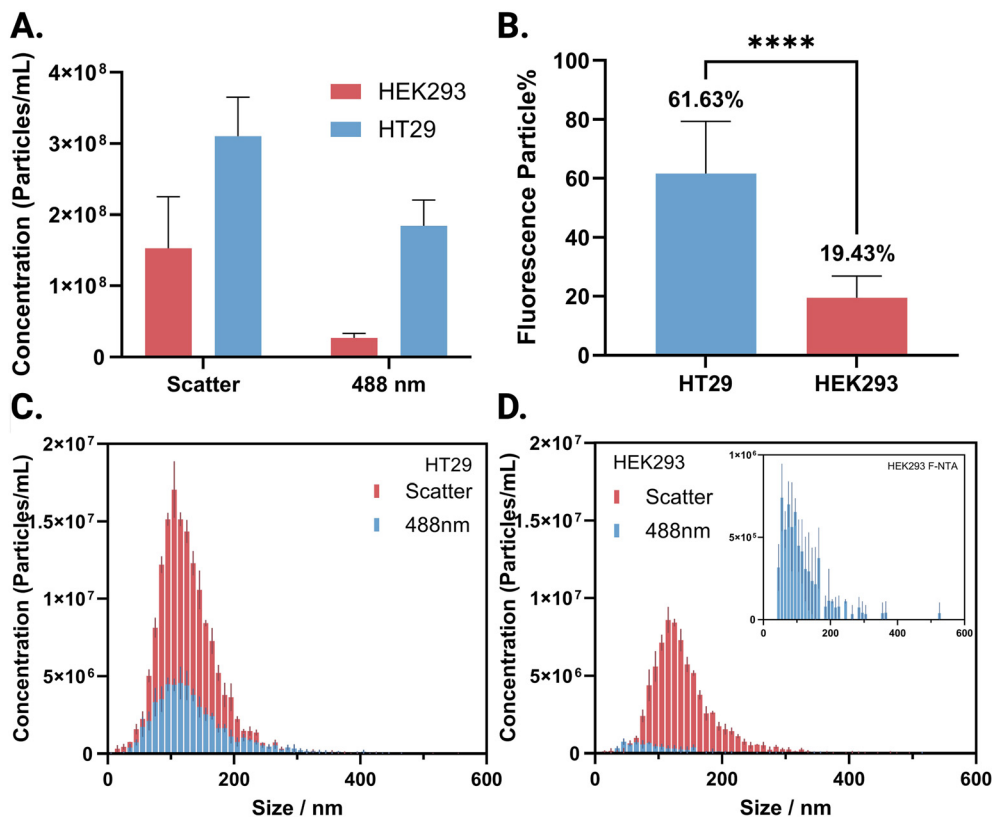 A.
Concentration (Particles/mL)
4×10⁸
3×10⁸
2×10⁸
1×10⁸
0
HEK293
HT29
Scatter
488 nm
B.
Fluorescence Particle%
100
80
60
40
20
0
****
61.63%
19.43%
HT29
HEK293
C.
Concentration (Particles/mL)
2×10⁷
1.5×10⁷
1×10⁷
5×10⁶
0
HT29
Scatter
488nm
0
200
400
600
Size / nm
D.
Concentration (Particles/mL)
2×10⁷
1.5×10⁷
1×10⁷
5×10⁶
0
HEK293
Scatter
488nm
1×10⁶
5×10⁵
0
HEK293 F-NTA
0
200
400
600
0
200
400
600
Size / nm